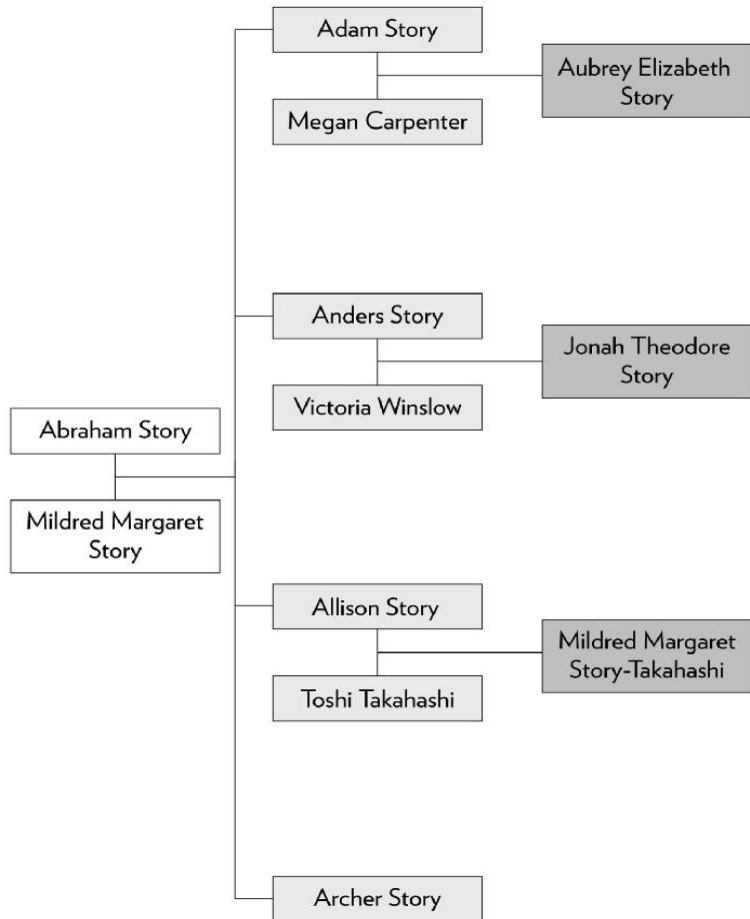 Adam Story
Aubrey Elizabeth
Story
Megan Carpenter
Anders Story
Jonah Theodore
Story
Victoria Winslow
Abraham Story
Mildred Margaret
Story
Allison Story
Mildred Margaret
Story-Takahashi
Toshi Takahashi
Archer Story